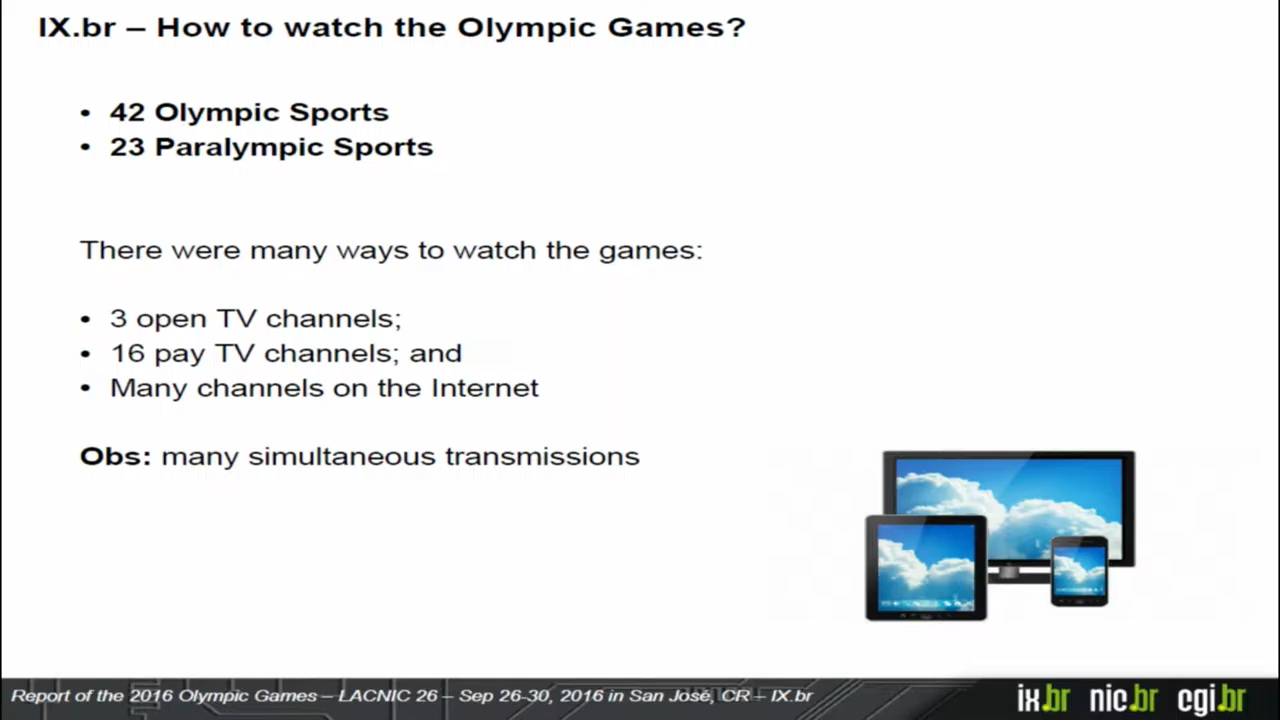 IX.br – How to watch the Olympic Games?
• 42 Olympic Sports
• 23 Paralympic Sports
There were many ways to watch the games:
• 3 open TV channels;
• 16 pay TV channels; and
• Many channels on the Internet
Obs: many simultaneous transmissions
Report of the 2016 Olympic Games – LACNIC 26 – Sep 26-30, 2016 in San José, CR – IX.br
ix.br nic.br cgi.br